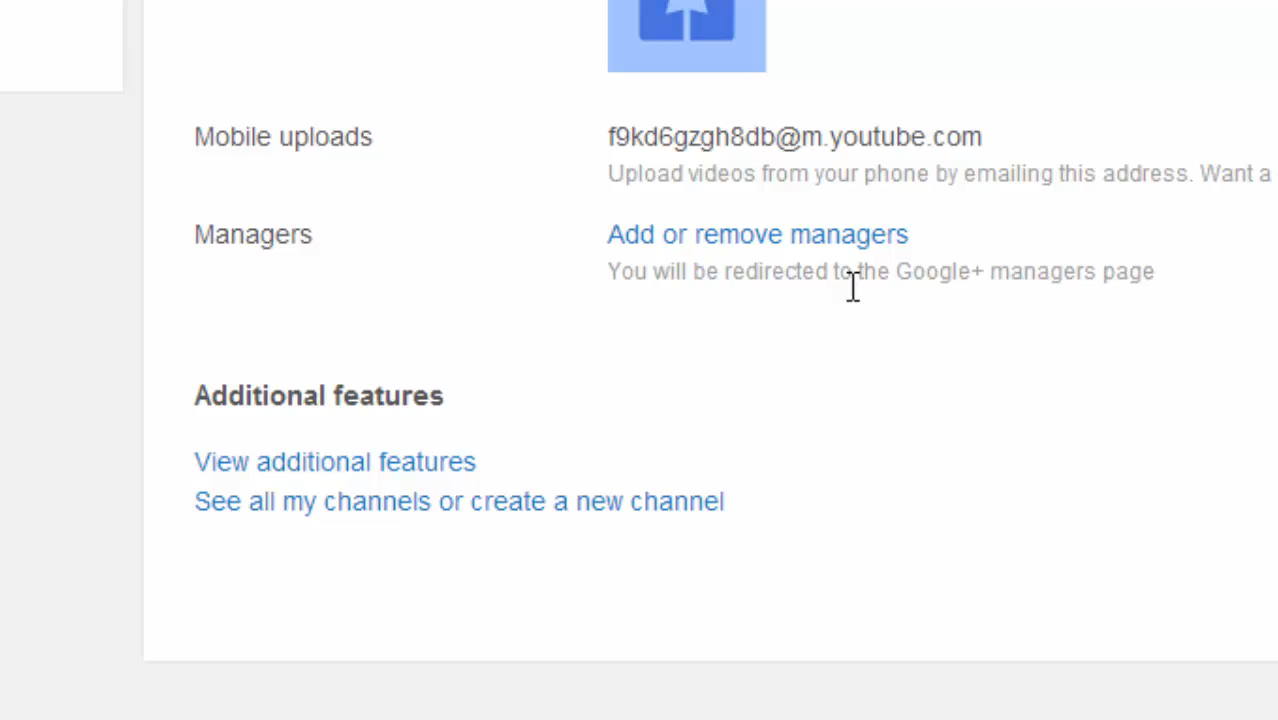 Mobile uploads
f9kd6gzgh8db@m.youtube.com
Upload videos from your phone by emailing this address. Want a
Managers
Add or remove managers
You will be redirected to the Google+ managers page
Additional features
View additional features
See all my channels or create a new channel